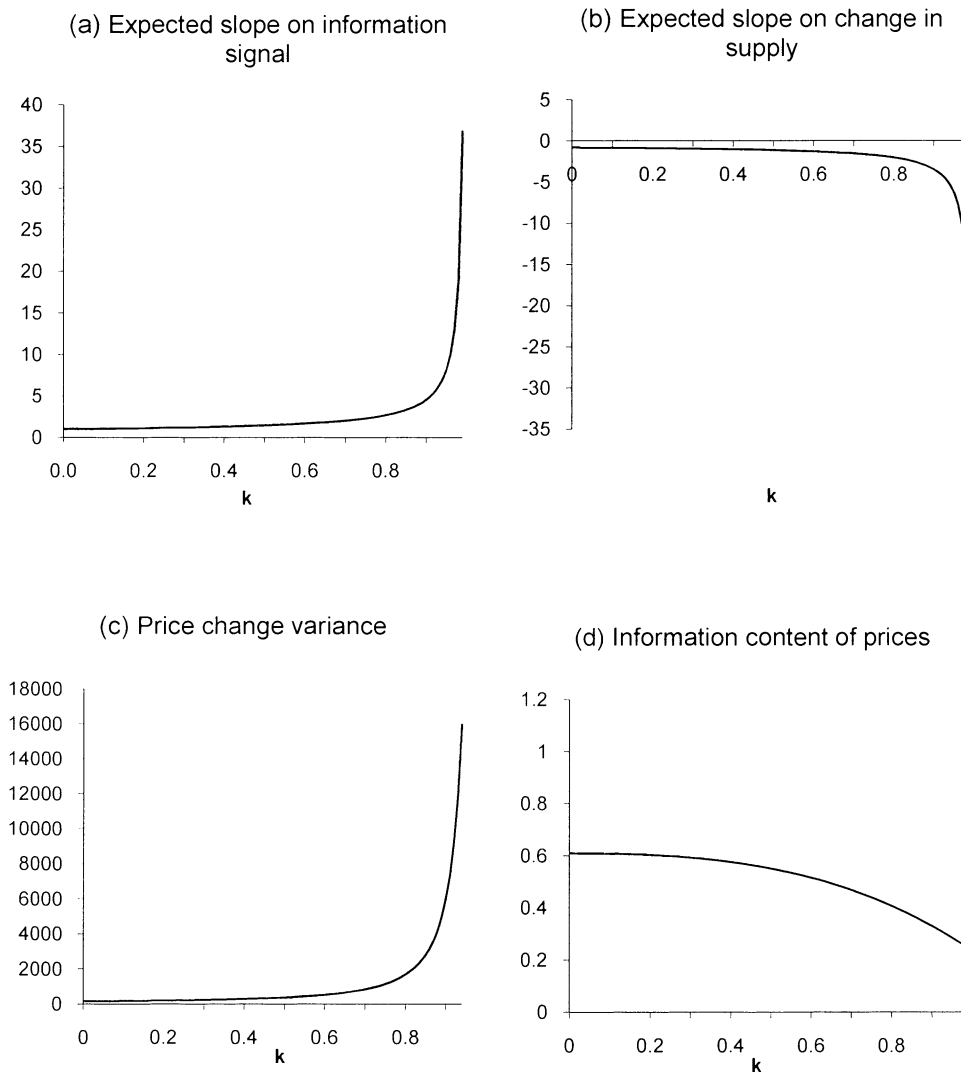 (a) Expected slope on information
signal
40
35
30
25
20
15
10
5
0
0.0 0.2 0.4 0.6 0.8
k
(b) Expected slope on change in
supply
5
0
-5
-10
-15
-20
-25
-30
-35
0 0.2 0.4 0.6 0.8
k
(c) Price change variance
18000
16000
14000
12000
10000
8000
6000
4000
2000
0
0 0.2 0.4 0.6 0.8
k
(d) Information content of prices
1.2
1
0.8
0.6
0.4
0.2
0
0 0.2 0.4 0.6 0.8
k